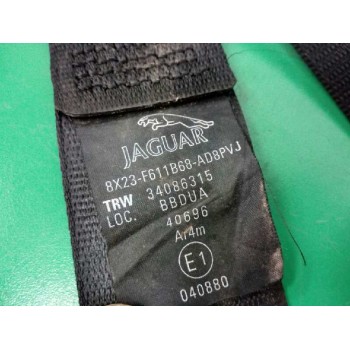 JAGUAR
8X23-F611B68-AD8PVJ
TRW 34086315
LOC. BBDUA
40696
Ar4m
E1
040880